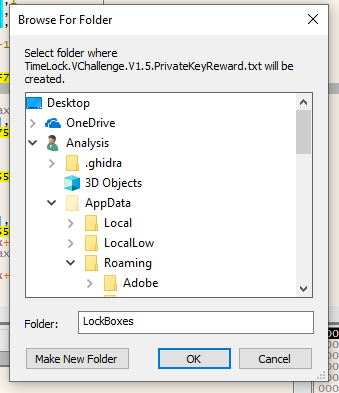 Browse For Folder
Select folder where
TimeLock.VChallenge.V1.5.PrivateKeyReward.txt will be
created.
Desktop
OneDrive
Analysis
.ghidra
3D Objects
AppData
Local
LocalLow
Roaming
Adobe
Folder: LockBoxes
Make New Folder OK Cancel